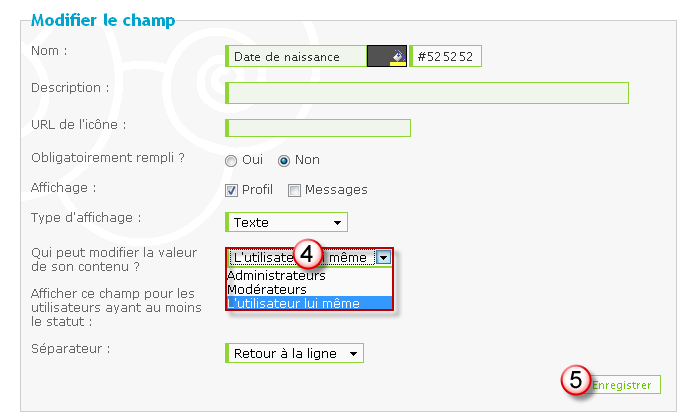 Modifier le champ
Nom :
Date de naissance
#525252
Description :
URL de l'icône :
Obligatoirement rempli ?
Oui
Non
Affichage :
Profil
Messages
Type d'affichage :
Texte
Qui peut modifier la valeur
de son contenu ?
L'utilisate 4 i même
Administrateurs
Modérateurs
L'utilisateur lui même
Afficher ce champ pour les
utilisateurs ayant au moins
le statut :
Séparateur :
Retour à la ligne
5
Enregistrer